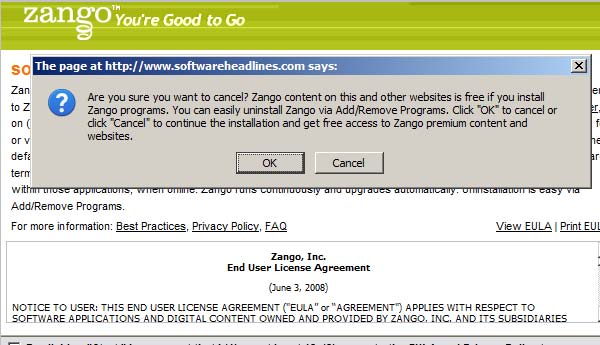 zango™ You're Good to Go
The page at http://www.softwareheadlines.com says:
so
Zan
to Z
on (
or v
defa
term
Are you sure you want to cancel? Zango content on this and other websites is free if you install
Zango programs. You can easily uninstall Zango via Add/Remove Programs. Click "OK" to cancel or
click "Cancel" to continue the installation and get free access to Zango premium content and
websites.
OK Cancel
within those applications, when online. Zango runs continuously and upgrades automatically. Uninstallation is easy via
Add/Remove Programs.
For more information: Best Practices, Privacy Policy, FAQ View EULA | Print EUL
Zango, Inc.
End User License Agreement
(June 3, 2008)
NOTICE TO USER: THIS END USER LICENSE AGREEMENT ("EULA" or "AGREEMENT") APPLIES WITH RESPECT TO
SOFTWARE APPLICATIONS AND DIGITAL CONTENT OWNED AND PROVIDED BY ZANGO, INC. AND ITS SUBSIDIARIES